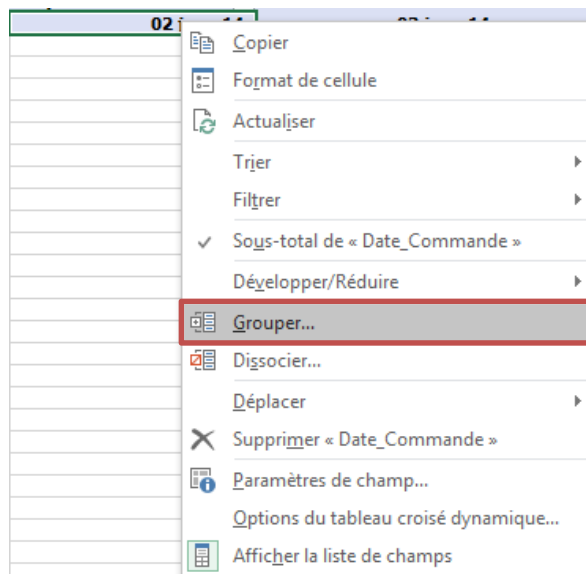 02
Copier
Format de cellule
Actualiser
Trier
Filtrer
Sous-total de « Date_Commande »
Développer/Réduire
Grouper...
Dissocier...
Déplacer
Supprimer « Date_Commande »
Paramètres de champ...
Options du tableau croisé dynamique...
Afficher la liste de champs